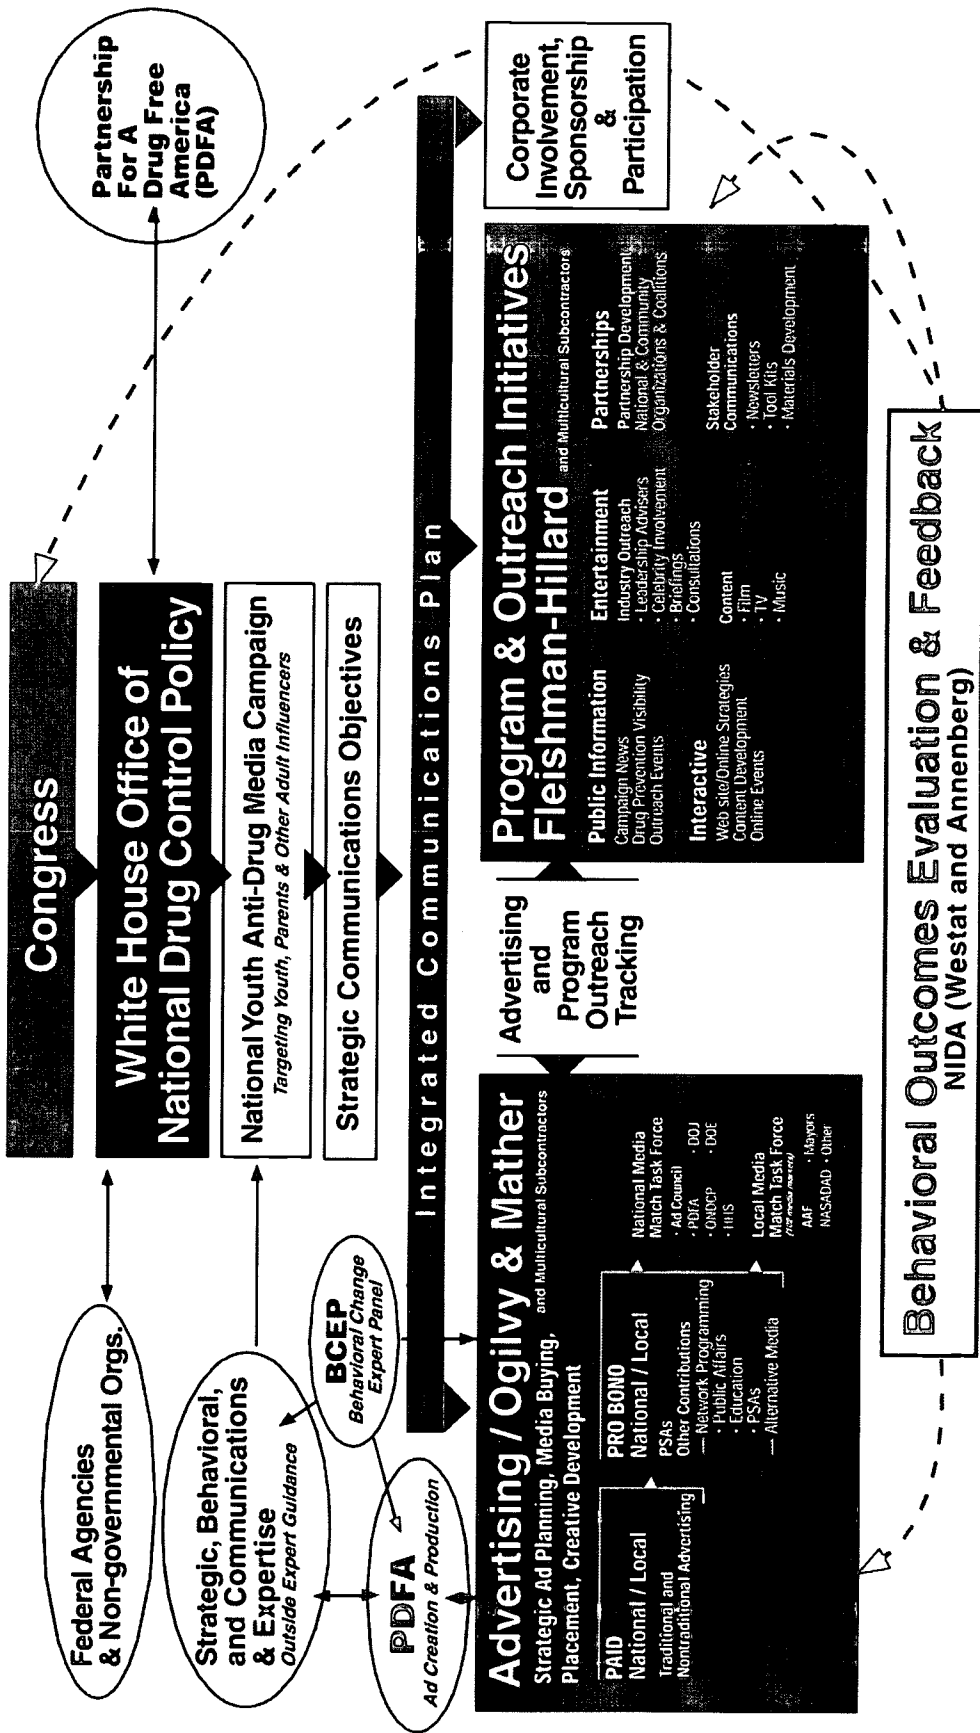 Congress
Partnership
For A
Drug Free
America
(PDFA)
Federal Agencies
& Non-governmental Orgs.
White House Office of
National Drug Control Policy
National Youth Anti-Drug Media Campaign
Targeting Youth, Parents & Other Adult Influencers
Strategic, Behavioral,
and Communications
& Expertise
Outside Expert Guidance
Strategic Communications Objectives
BCEP
Behavioral Change
Expert Panel
PDFA
Ad Creation & Production
Integrated Communications Plan
Advertising / Ogilvy & Mather
Strategic Ad Planning, Media Buying,
and Multicultural Subcontractors
Placement, Creative Development
PAID
National / Local
Traditional and
Nontraditional Advertising
PRO BONO
National / Local
PSAs
Other Contributions
— Network Programming
· Public Affairs
· Education
· PSAs
— Alternative Media
National Media
Match Task Force
· Ad Council
· PDFA · DOJ
· ONDCP · DOE
· HHS
Local Media
Match Task Force
AAF · Mayors
NASADAD · Other
Advertising
and
Program
Outreach
Tracking
Program & Outreach Initiatives
Fleishman-Hillard
and Multicultural Subcontractors
Public Information
Campaign News
Drug Prevention Visibility
Outreach Events
Interactive
Web site/Online Strategies
Content Development
Online Events
Entertainment
Industry Outreach
· Leadership Advisers
· Celebrity Involvement
· Briefings
· Consultations
Content
· Film
· TV
· Music
Partnerships
Partnership Development
National & Community
Organizations & Coalitions
Stakeholder
Communications
· Newsletters
· Tool Kits
· Materials Development
Corporate
Involvement,
Sponsorship
&
Participation
Behavioral Outcomes Evaluation & Feedback
NIDA (Westat and Annenberg)